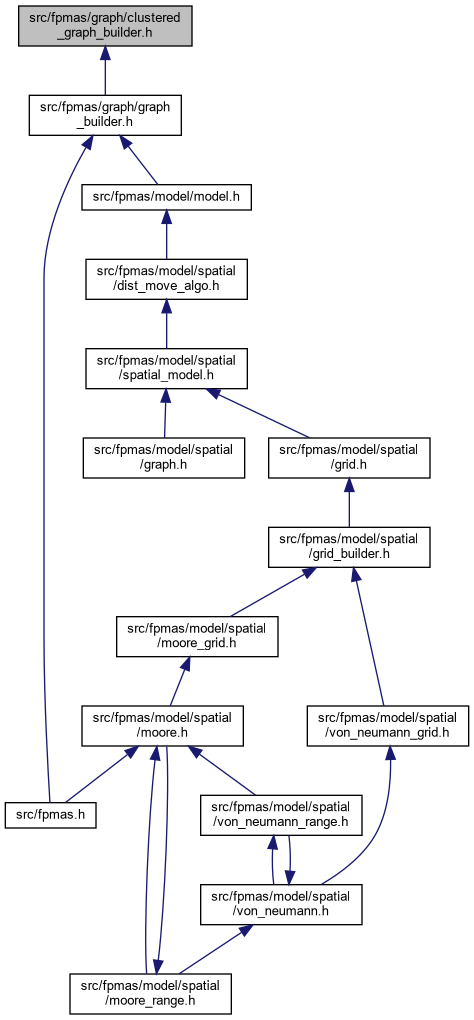 src/fpmas/graph/clustered
_graph_builder.h
src/fpmas/graph/graph
_builder.h
src/fpmas/model/model.h
src/fpmas/model/spatial
/dist_move_algo.h
src/fpmas/model/spatial
/spatial_model.h
src/fpmas/model/spatial
/graph.h
src/fpmas/model/spatial
/grid.h
src/fpmas/model/spatial
/grid_builder.h
src/fpmas/model/spatial
/moore_grid.h
src/fpmas/model/spatial
/moore.h
src/fpmas/model/spatial
/von_neumann_grid.h
src/fpmas.h
src/fpmas/model/spatial
/von_neumann_range.h
src/fpmas/model/spatial
/von_neumann.h
src/fpmas/model/spatial
/moore_range.h